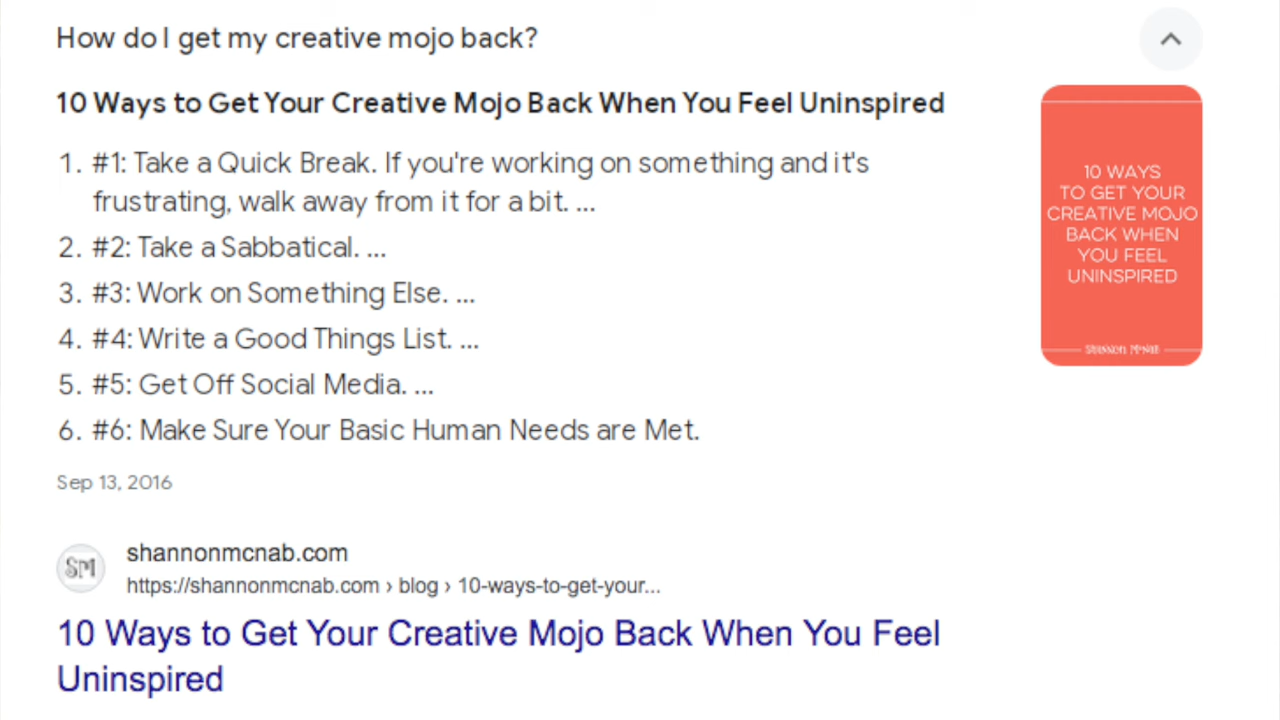 How do I get my creative mojo back?
10 Ways to Get Your Creative Mojo Back When You Feel Uninspired
1. #1: Take a Quick Break. If you're working on something and it's
frustrating, walk away from it for a bit. ...
2. #2: Take a Sabbatical. ...
3. #3: Work on Something Else. ...
4. #4: Write a Good Things List. ...
5. #5: Get Off Social Media. ...
6. #6: Make Sure Your Basic Human Needs are Met.
Sep 13, 2016
10 WAYS
TO GET YOUR
CREATIVE MOJO
BACK WHEN
YOU FEEL
UNINSPIRED
SHANNON MCNAB
SM
shannonmcnab.com
https://shannonmcnab.com › blog › 10-ways-to-get-your...
10 Ways to Get Your Creative Mojo Back When You Feel
Uninspired